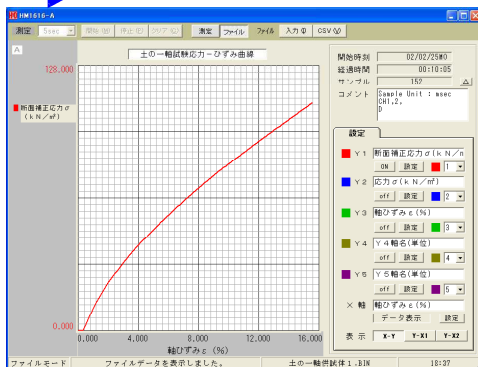 HM1616-A
測定 5sec 開始(B) 停止(E) クリア(C) 測定 ファイル ファイル 入力 Φ CSV(V)
A
土の一軸試験応力－ひずみ曲線
128.000
断面補正応力σ
(kN/㎡)
0.000
0.000 4.000 8.000 12.000 16.000
軸ひずみε (%)
開始時刻 02/02/25M0
経過時間 00:10:05
サンプル 152
コメント Sample Unit : msec
CH1,2,
D
設定
Y1 断面補正応力σ(kN/m
ON 設定 1
Y2 応力σ(kN/㎡)
off 設定 2
Y3 軸ひずみε(%)
off 設定 3
Y4 Y4軸名(単位)
off 設定 4
Y5 Y5軸名(単位)
off 設定 5
X 軸 軸ひずみε(%)
データ表示 設定
表 示 X-Y Y-X1 Y-X2
ファイルモード ファイルデータを表示しました。 土の一軸供試体1.BIN 18:37